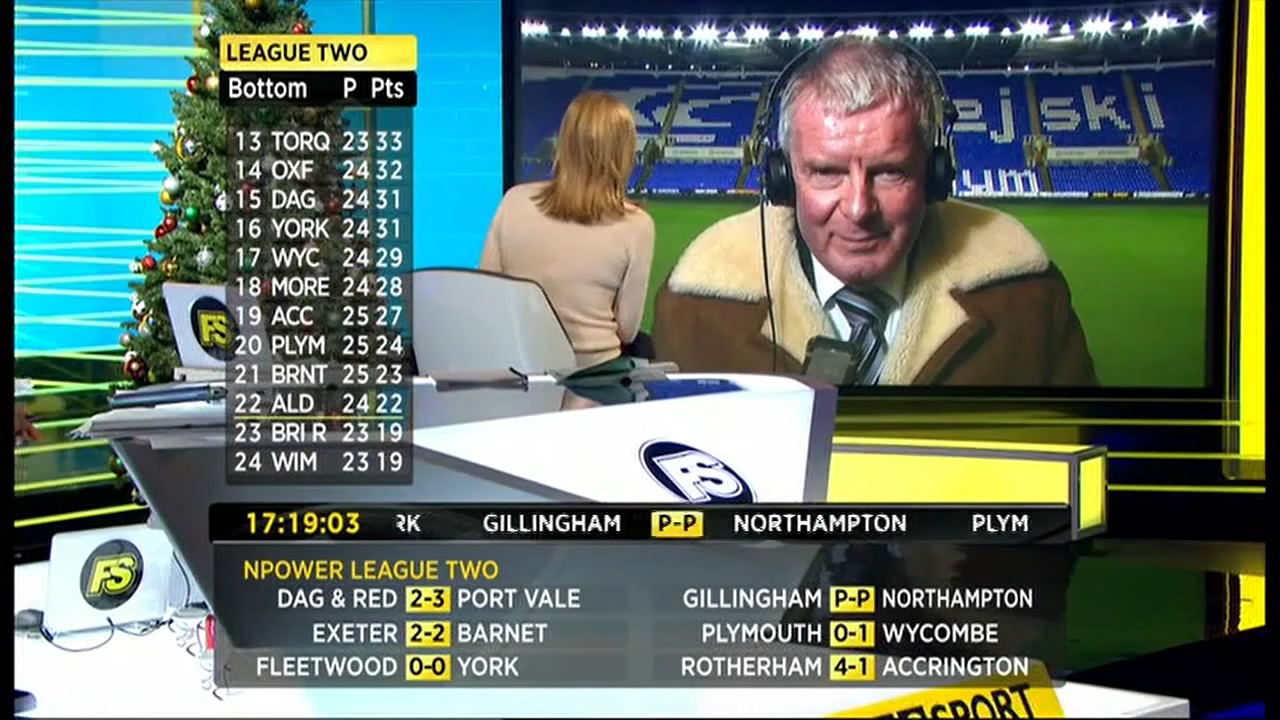 LEAGUE TWO
Bottom P Pts
13 TORQ 23 33
14 OXF 24 32
15 DAG 24 31
16 YORK 24 31
17 WYC 24 29
18 MORE 24 28
19 ACC 25 27
20 PLYM 25 24
21 BRNT 25 23
22 ALD 24 22
23 BRI R 23 19
24 WIM 23 19
ejski
um
FS
FS
FS
17:19:03 RK GILLINGHAM P-P NORTHAMPTON PLYM
NPOWER LEAGUE TWO
DAG & RED 2-3 PORT VALE GILLINGHAM P-P NORTHAMPTON
EXETER 2-2 BARNET PLYMOUTH 0-1 WYCOMBE
FLEETWOOD 0-0 YORK ROTHERHAM 4-1 ACCRINGTON
SPORT